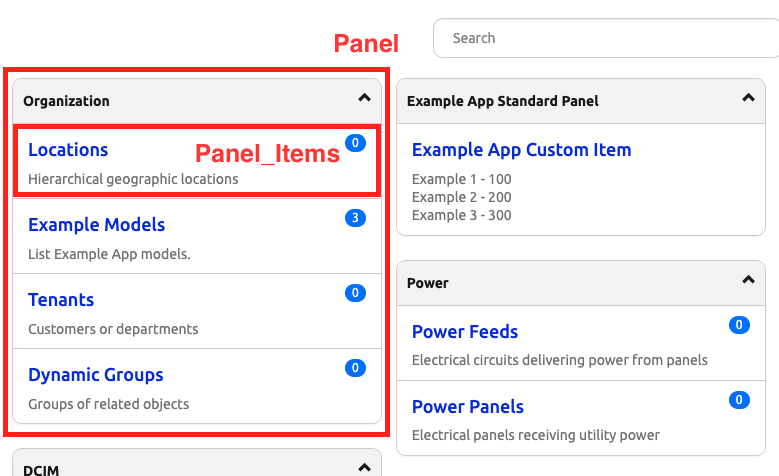 Panel
Search
Organization
Locations
0
Panel_Items
Hierarchical geographic locations
Example Models
3
List Example App models.
Tenants
0
Customers or departments
Dynamic Groups
0
Groups of related objects
DCIM
Example App Standard Panel
Example App Custom Item
Example 1 - 100
Example 2 - 200
Example 3 - 300
Power
Power Feeds
0
Electrical circuits delivering power from panels
Power Panels
0
Electrical panels receiving utility power